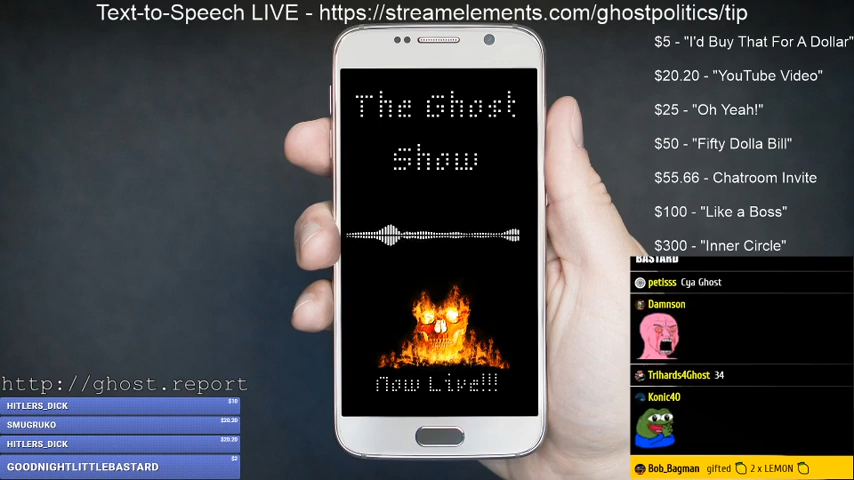 Text-to-Speech LIVE - https://streamelements.com/ghostpolitics/tip
$5 - "I'd Buy That For A Dollar"
$20.20 - "YouTube Video"
$25 - "Oh Yeah!"
$50 - "Fifty Dolla Bill"
$55.66 - Chatroom Invite
$100 - "Like a Boss"
$300 - "Inner Circle"
The Ghost
Show
Now Live!!!
http://ghost.report
HITLERS_DICK $10
SMUGRUKO $20.20
HITLERS_DICK $20.20
GOODNIGHTLITTLEBASTARD $2
BASTARD
petisss Cya Ghost
Damnson
Trihards4Ghost 34
Konic40
Bob_Bagman gifted 2 x LEMON